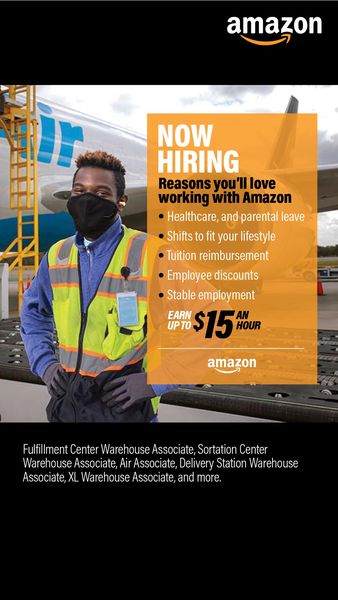 amazon
ir
NOW
HIRING
Reasons you'll love
working with Amazon
• Healthcare, and parental leave
• Shifts to fit your lifestyle
• Tuition reimbursement
• Employee discounts
• Stable employment
EARN UP TO $15 AN HOUR
amazon
Fulfillment Center Warehouse Associate, Sortation Center
Warehouse Associate, Air Associate, Delivery Station Warehouse
Associate, XL Warehouse Associate, and more.